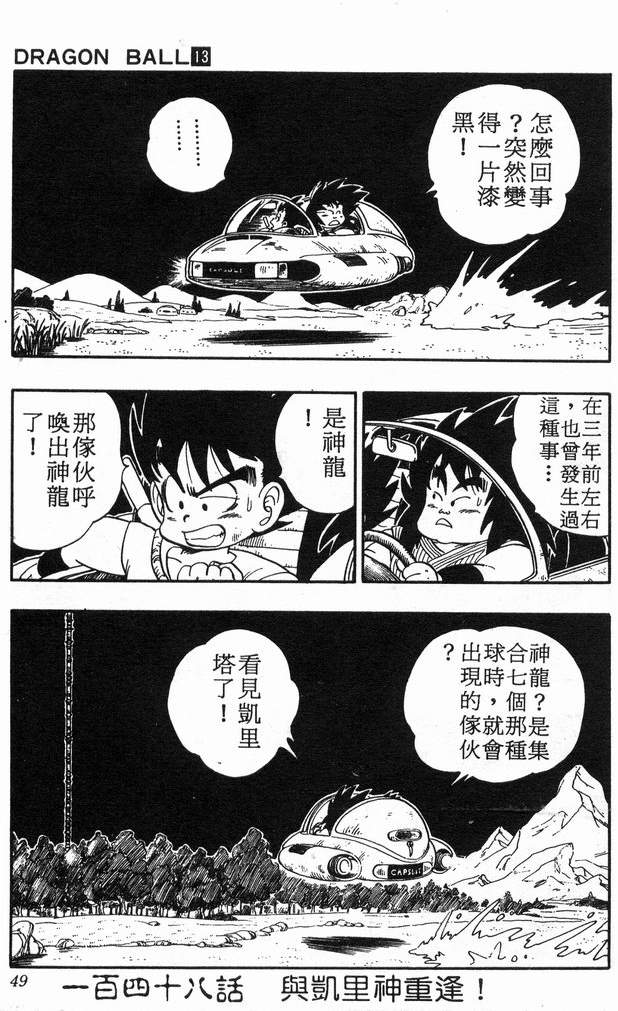 DRAGON BALL 13
怎麼回事
？突然變
得一片漆
黑！
………
CAPSULE
在三年前左右
，也曾發生過
這種事…
是神龍
！
那傢伙呼
喚出神龍
了！
神龍？是集
合七個那種
球時，就會
出現的傢伙
？
看見凱里
塔了！
CAPSULE
49
一百四十八話　與凱里神重逢！